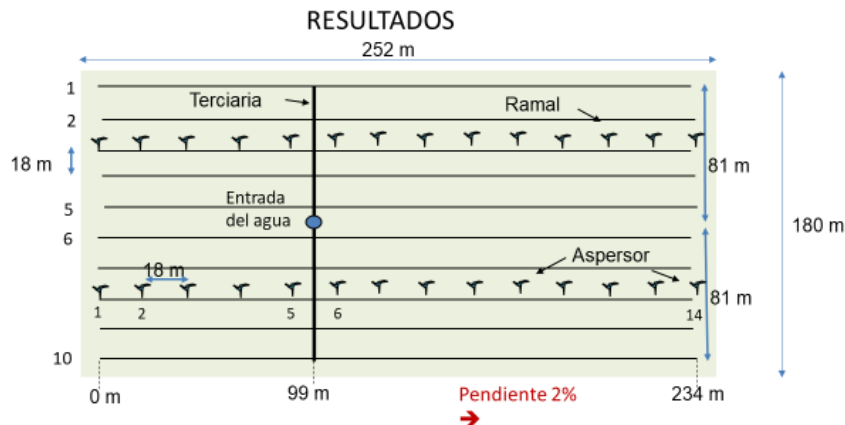 RESULTADOS
252 m
1
Terciaria
Ramal
2
18 m
81 m
5
Entrada
del agua
180 m
6
Aspersor
18 m
81 m
1
2
5
6
14
10
0 m
99 m
Pendiente 2%
234 m